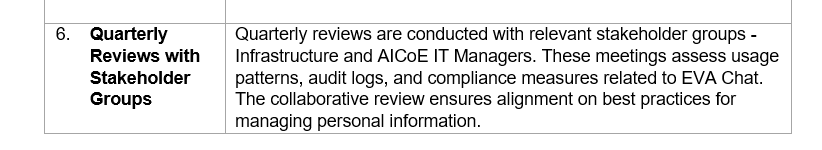 6. Quarterly Reviews with Stakeholder Groups
Quarterly reviews are conducted with relevant stakeholder groups -
Infrastructure and AICoE IT Managers. These meetings assess usage
patterns, audit logs, and compliance measures related to EVA Chat.
The collaborative review ensures alignment on best practices for
managing personal information.